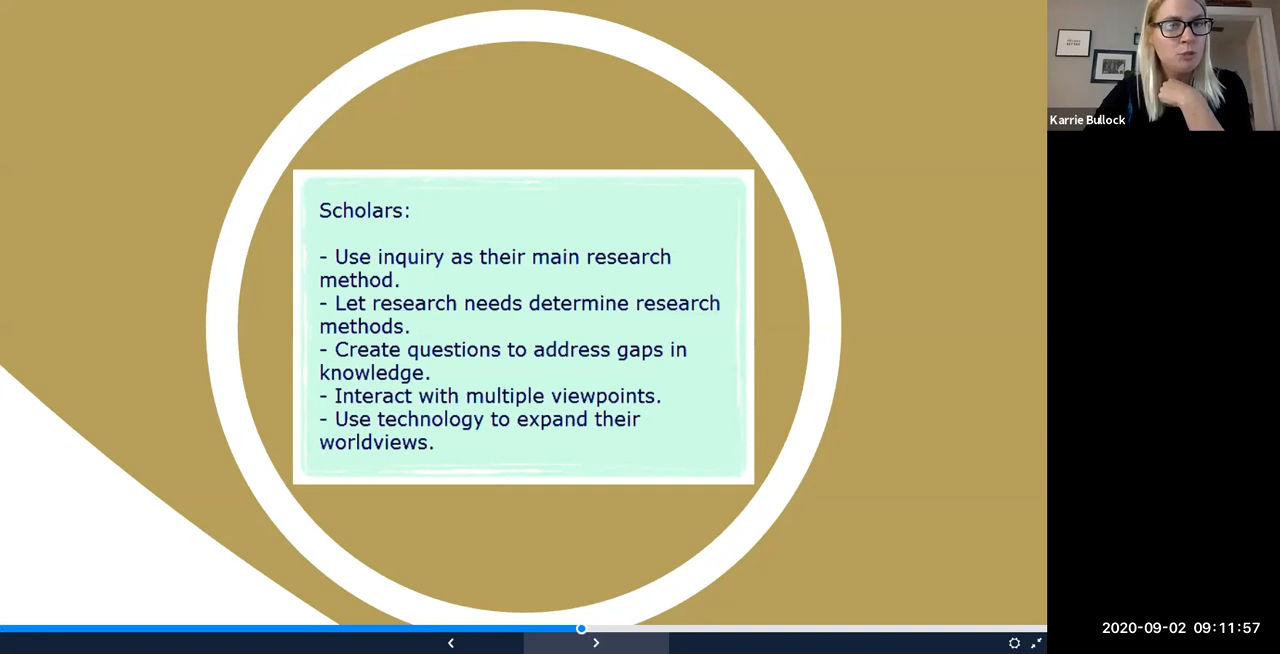 Scholars:
- Use inquiry as their main research
method.
- Let research needs determine research
methods.
- Create questions to address gaps in
knowledge.
- Interact with multiple viewpoints.
- Use technology to expand their
worldviews.
Karrie Bullock
2020-09-02 09:11:57